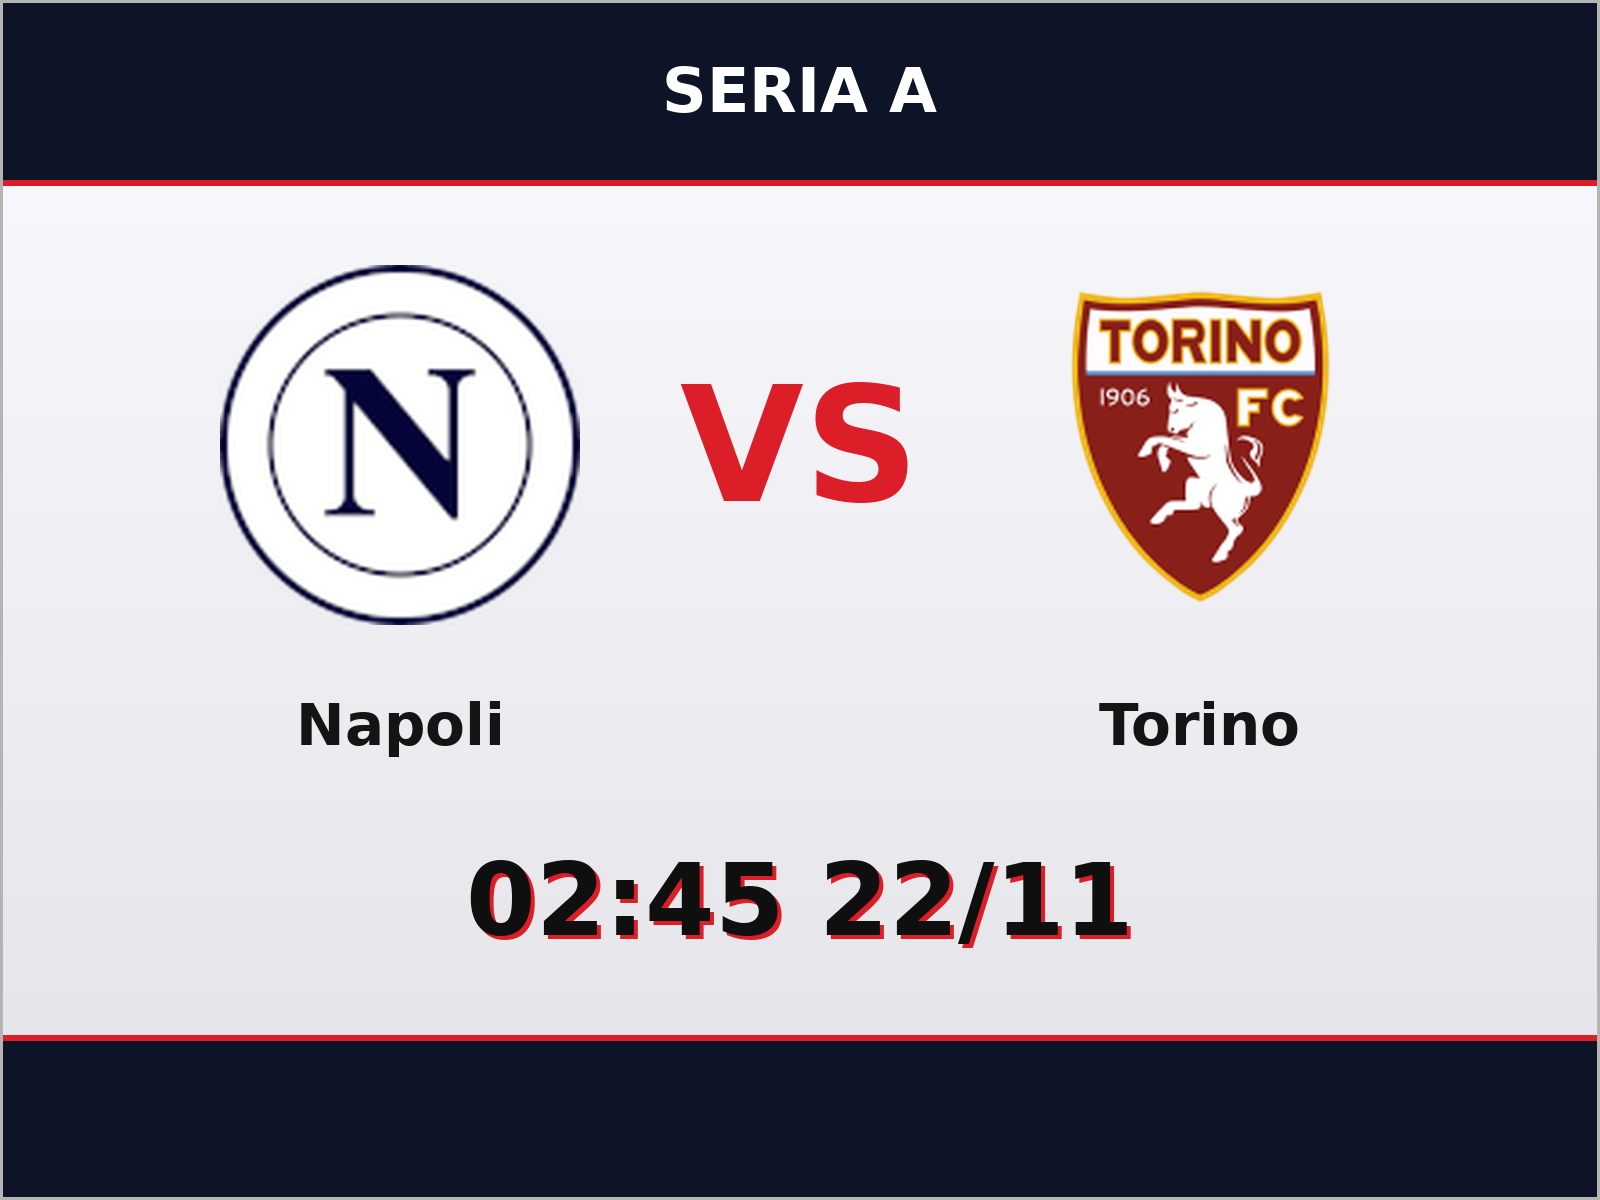 SERIA A
N
VS
TORINO
1906 FC
Napoli
Torino
02:45 22/11